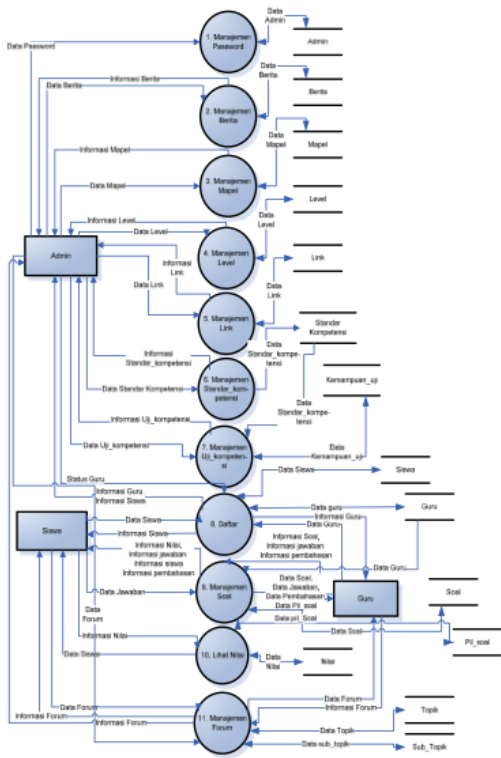 Data
Admin
1. Manajemen
Password
Admin
Data Password
Data
Berita
Informasi Berita
Data Berita
Berita
2. Manajemen
Berita
Data
Mapel
Mapel
Informasi Mapel
3. Manajemen
Mapel
Data Mapel
Level
Informasi Level
Data
Level
Data Level
Admin
4. Manajemen
Level
Informasi
Link
Link
Data Link
Data
Link
5. Manajemen
Link
Standar
Kompetensi
Informasi
Standar_kompetensi
Data
Standar_kompe-
tensi
Kemampuan_uji
6. Manajemen
Standar_kom-
petensi
Data Standar Kompetensi
Data
Standar_kompe-
tensi
Informasi Uji_kompetensi
Data Uji_kompetensi
7. Manajemen
Uji_kompeten-
si
Data
Kemampuan_uji
Data Siswa
Siswa
Status Guru
Informasi Guru
Informasi Siswa
Data guru
Guru
Informasi Guru
Data Guru
Siswa
Data Siswa
Informasi Siswa
8. Daftar
Informasi Nilai,
Informasi jawaban
Informasi siswa
Informasi pembahasan
Informasi Soal,
Informasi jawaban
Informasi pembahasan
Data Guru
Data Jawaban
9. Manajemen
Soal
Data Soal,
Data Jawaban,
Data Pembahasan
Guru
Soal
Data Pil_soal
Data pil_Soal
Data Soal
Pil_soal
Data
Forum
Informasi Nilai
Data Siswa
10. Lihat Nilai
Data
Nilai
Nilai
Data Forum
Informasi Forum
Informasi Forum
11. Manajemen
Forum
Data Forum
Informasi Forum
Data Topik
Topik
Data sub_topik
Sub_Topik